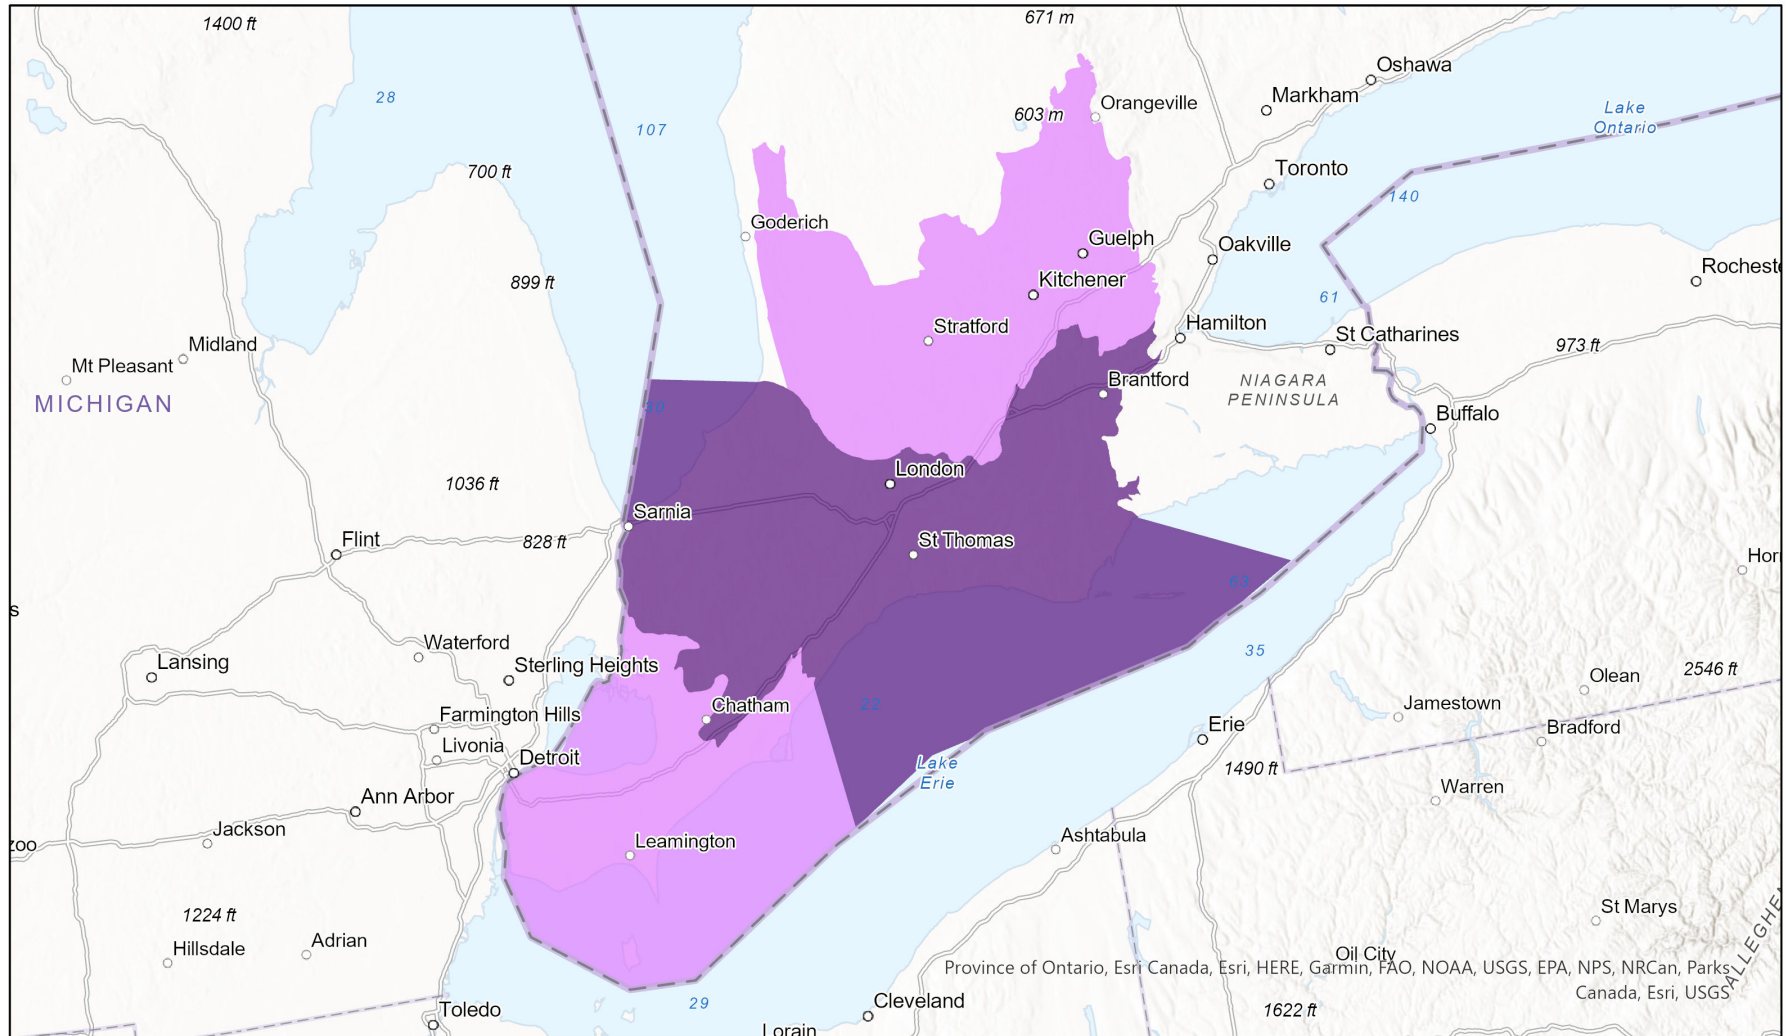 1400 ft
671 m
Oshawa
28
Markham
Orangeville
603 m
Lake
Ontario
107
700 ft
Toronto
140
Goderich
Guelph
Oakville
899 ft
Kitchener
Rocheste
61
Stratford
Hamilton
St Catharines
Midland
973 ft
Mt Pleasant
Brantford
NIAGARA
PENINSULA
MICHIGAN
30
Buffalo
London
1036 ft
Sarnia
Flint
828 ft
St Thomas
Hor
63
s
Waterford
35
Lansing
Sterling Heights
2546 ft
Olean
Chatham
22
Jamestown
Farmington Hills
Erie
Bradford
Livonia
Detroit
Lake
Erie
1490 ft
Warren
Ann Arbor
Jackson
Ashtabula
zoo
Leamington
1224 ft
St Marys
Hillsdale
Adrian
Oil City
ALLEGHE
Province of Ontario, Esri Canada, Esri, HERE, Garmin, FAO, NOAA, USGS, EPA, NPS, NRCan, Parks
Canada, Esri, USGS
29
Cleveland
Toledo
1622 ft
Lorain